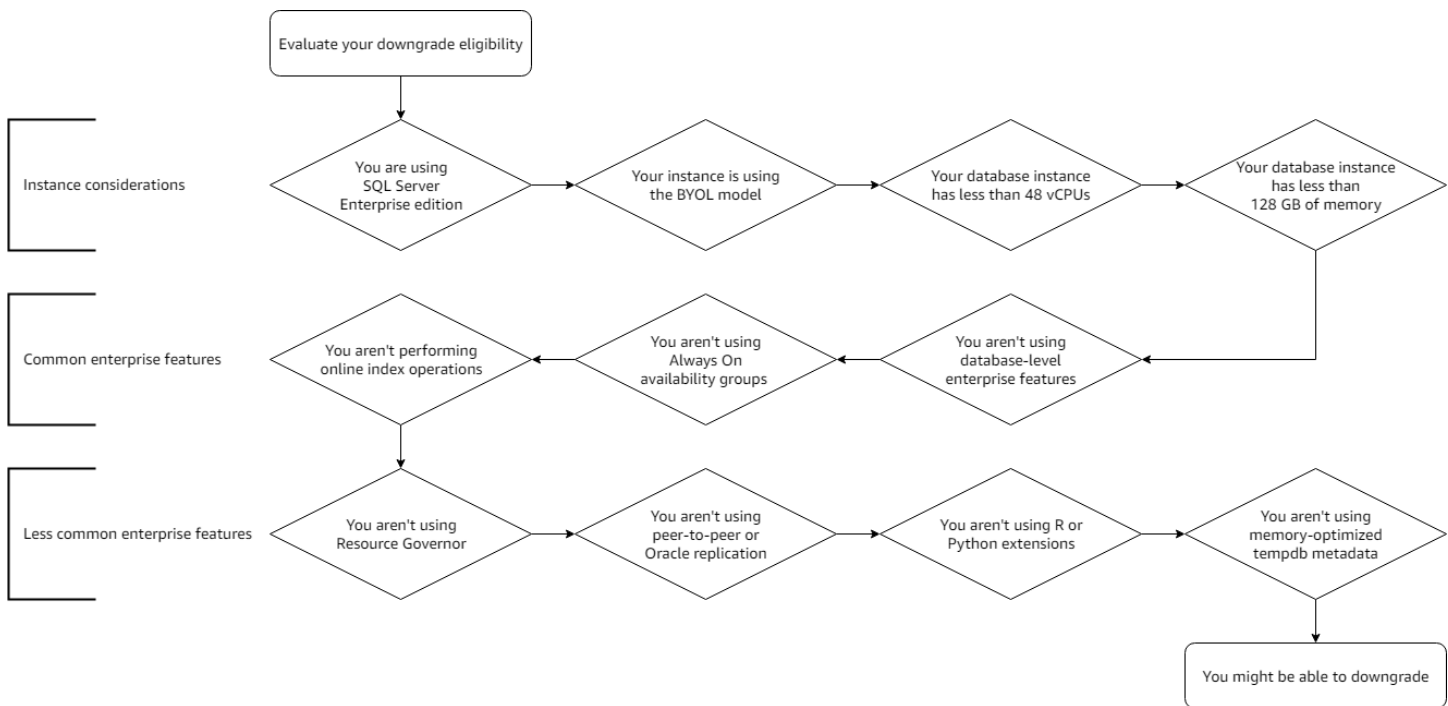 Evaluate your downgrade eligibility
Instance considerations
You are using
SQL Server
Enterprise edition
Your instance is using
the BYOL model
Your database instance
has less than 48 vCPUs
Your database instance
has less than
128 GB of memory
Common enterprise features
You aren't performing
online index operations
You aren't using
Always On
availability groups
You aren't using
database-level
enterprise features
Less common enterprise features
You aren't using
Resource Governor
You aren't using
peer-to-peer or
Oracle replication
You aren't using R or
Python extensions
You aren't using
memory-optimized
tempdb metadata
You might be able to downgrade